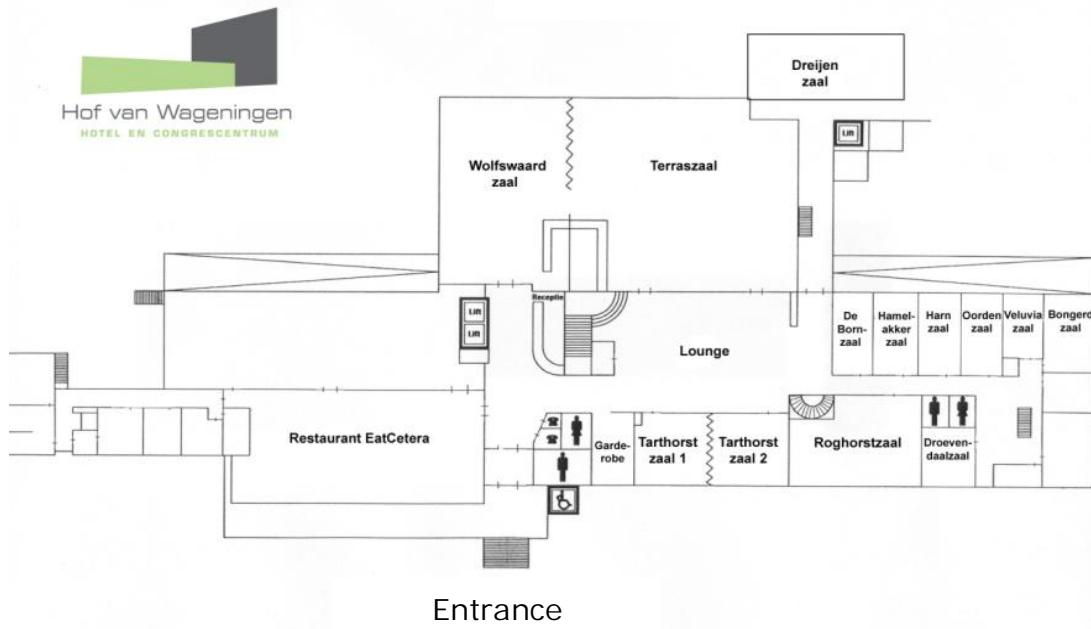 Hof van Wageningen
HOTEL EN CONGRESCENTRUM
Dreijen
zaal
Lift
Wolfswaard
zaal
Terraszaal
Receptie
Lift
Lift
Lounge
De
Born-
zaal
Hamel-
akker
zaal
Harn
zaal
Oorden
zaal
Veluvia
zaal
Bongerd
zaal
Restaurant EatCetera
Garde-
robe
Tarthorst
zaal 1
Tarthorst
zaal 2
Roghorstzaal
Droeven-
daalzaal
Entrance